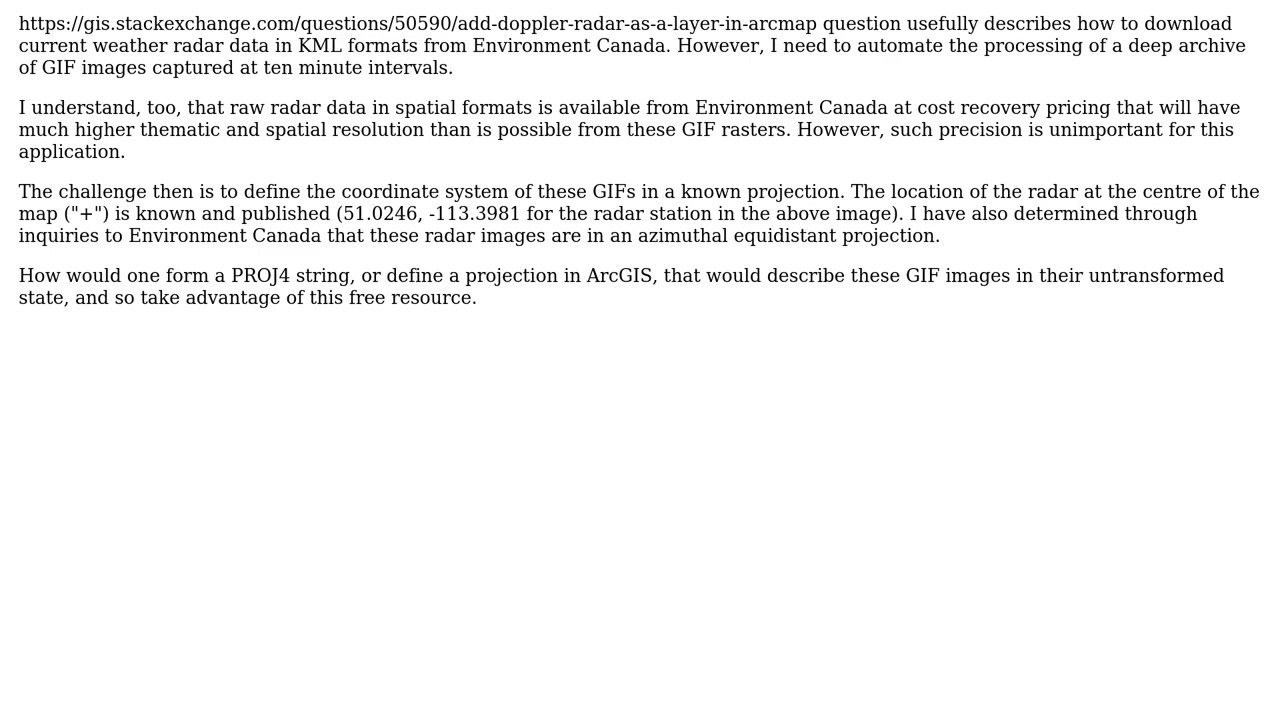 https://gis.stackexchange.com/questions/50590/add-doppler-radar-as-a-layer-in-arcmap question usefully describes how to download
current weather radar data in KML formats from Environment Canada. However, I need to automate the processing of a deep archive
of GIF images captured at ten minute intervals.
I understand, too, that raw radar data in spatial formats is available from Environment Canada at cost recovery pricing that will have
much higher thematic and spatial resolution than is possible from these GIF rasters. However, such precision is unimportant for this
application.
The challenge then is to define the coordinate system of these GIFs in a known projection. The location of the radar at the centre of the
map ("+") is known and published (51.0246, -113.3981 for the radar station in the above image). I have also determined through
inquiries to Environment Canada that these radar images are in an azimuthal equidistant projection.
How would one form a PROJ4 string, or define a projection in ArcGIS, that would describe these GIF images in their untransformed
state, and so take advantage of this free resource.